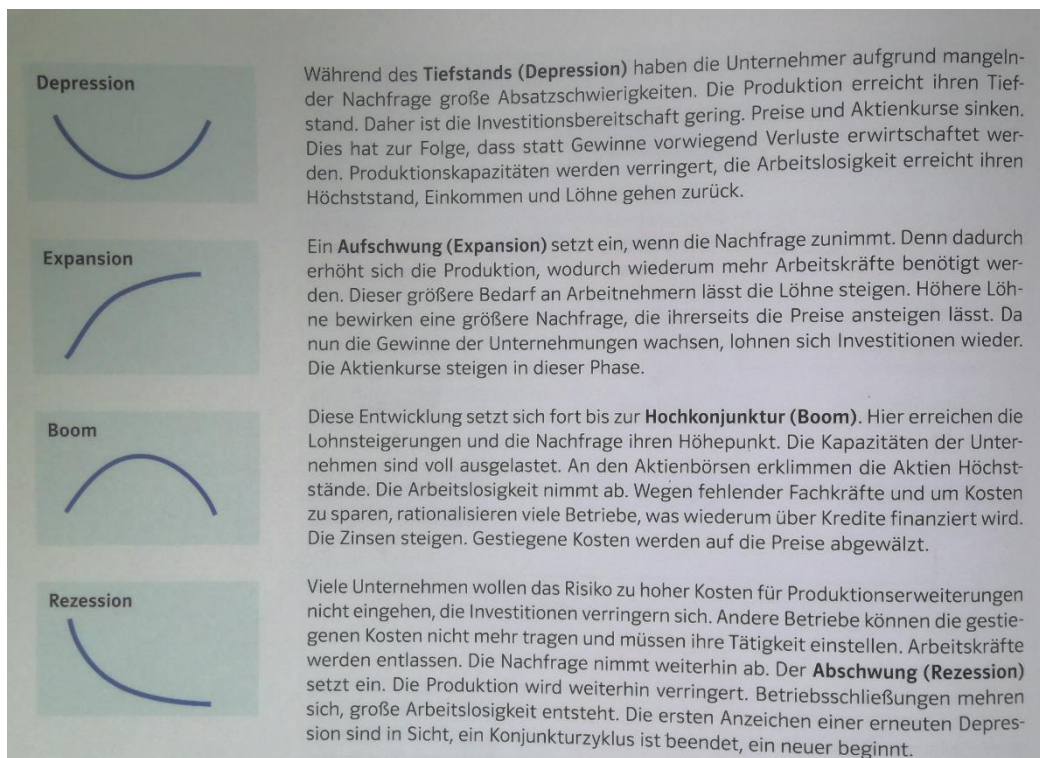 Depression
Während des Tiefstands (Depression) haben die Unternehmer aufgrund mangeln-
der Nachfrage große Absatzschwierigkeiten. Die Produktion erreicht ihren Tief-
stand. Daher ist die Investitionsbereitschaft gering. Preise und Aktienkurse sinken.
Dies hat zur Folge, dass statt Gewinne vorwiegend Verluste erwirtschaftet wer-
den. Produktionskapazitäten werden verringert, die Arbeitslosigkeit erreicht ihren
Höchststand, Einkommen und Löhne gehen zurück.
Expansion
Ein Aufschwung (Expansion) setzt ein, wenn die Nachfrage zunimmt. Denn dadurch
erhöht sich die Produktion, wodurch wiederum mehr Arbeitskräfte benötigt wer-
den. Dieser größere Bedarf an Arbeitnehmern lässt die Löhne steigen. Höhere Löh-
ne bewirken eine größere Nachfrage, die ihrerseits die Preise ansteigen lässt. Da
nun die Gewinne der Unternehmungen wachsen, lohnen sich Investitionen wieder.
Die Aktienkurse steigen in dieser Phase.
Boom
Diese Entwicklung setzt sich fort bis zur Hochkonjunktur (Boom). Hier erreichen die
Lohnsteigerungen und die Nachfrage ihren Höhepunkt. Die Kapazitäten der Unter-
nehmen sind voll ausgelastet. An den Aktienbörsen erklimmen die Aktien Höchst-
stände. Die Arbeitslosigkeit nimmt ab. Wegen fehlender Fachkräfte und um Kosten
zu sparen, rationalisieren viele Betriebe, was wiederum über Kredite finanziert wird.
Die Zinsen steigen. Gestiegene Kosten werden auf die Preise abgewälzt.
Rezession
Viele Unternehmen wollen das Risiko zu hoher Kosten für Produktionserweiterungen
nicht eingehen, die Investitionen verringern sich. Andere Betriebe können die gestie-
genen Kosten nicht mehr tragen und müssen ihre Tätigkeit einstellen. Arbeitskräfte
werden entlassen. Die Nachfrage nimmt weiterhin ab. Der Abschwung (Rezession)
setzt ein. Die Produktion wird weiterhin verringert. Betriebsschließungen mehren
sich, große Arbeitslosigkeit entsteht. Die ersten Anzeichen einer erneuten Depres-
sion sind in Sicht, ein Konjunkturzyklus ist beendet, ein neuer beginnt.